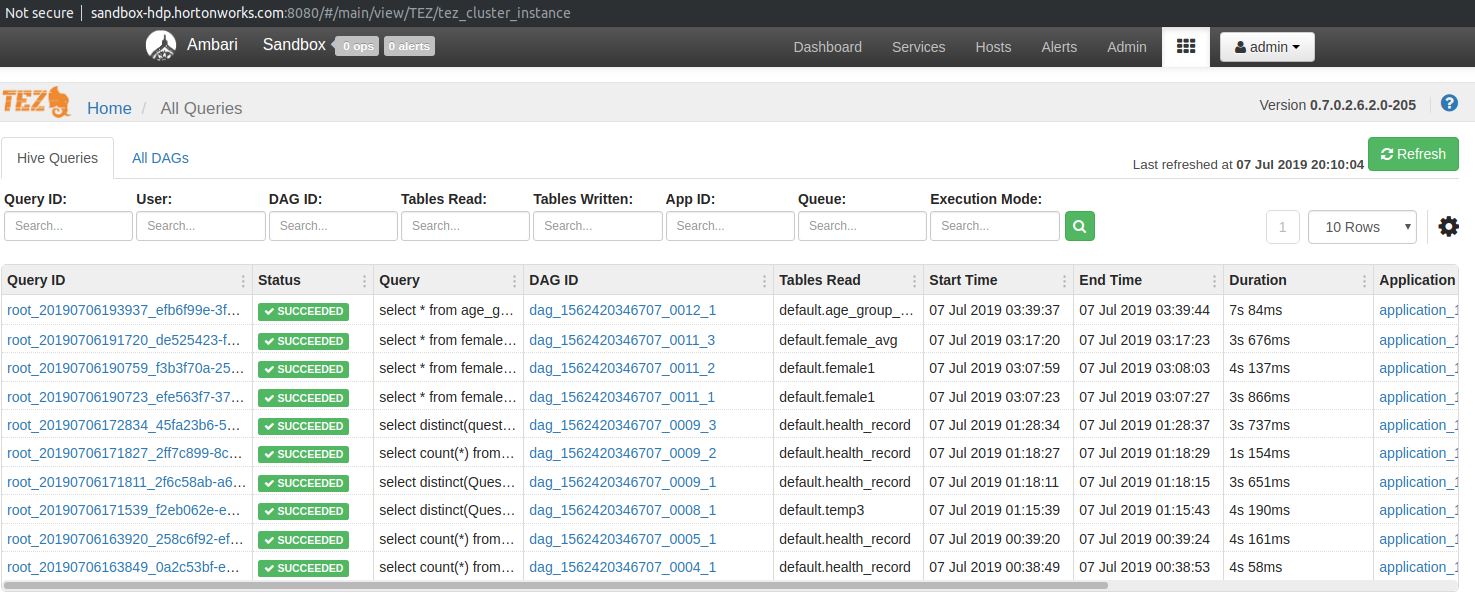 Not secure sandbox-hdp.hortonworks.com:8080/#/main/view/TEZ/tez_cluster_instance
Ambari Sandbox 0 ops 0 alerts Dashboard Services Hosts Alerts Admin admin
TEZ Home / All Queries Version 0.7.0.2.6.2.0-205 ?
Hive Queries All DAGs Last refreshed at 07 Jul 2019 20:10:04 Refresh
Query ID: User: DAG ID: Tables Read: Tables Written: App ID: Queue: Execution Mode:
Search... Search... Search... Search... Search... Search... Search... Search... 1 10 Rows
Query ID Status Query DAG ID Tables Read Start Time End Time Duration Application
root_20190706193937_efb6f99e-3f... SUCCEEDED select * from age_g... dag_1562420346707_0012_1 default.age_group_... 07 Jul 2019 03:39:37 07 Jul 2019 03:39:44 7s 84ms application_1
root_20190706191720_de525423-f... SUCCEEDED select * from female... dag_1562420346707_0011_3 default.female_avg 07 Jul 2019 03:17:20 07 Jul 2019 03:17:23 3s 676ms application_1
root_20190706190759_f3b3f70a-25... SUCCEEDED select * from female... dag_1562420346707_0011_2 default.female1 07 Jul 2019 03:07:59 07 Jul 2019 03:08:03 4s 137ms application_1
root_20190706190723_efe563f7-37... SUCCEEDED select * from female... dag_1562420346707_0011_1 default.female1 07 Jul 2019 03:07:23 07 Jul 2019 03:07:27 3s 866ms application_1
root_20190706172834_45fa23b6-5... SUCCEEDED select distinct(quest... dag_1562420346707_0009_3 default.health_record 07 Jul 2019 01:28:34 07 Jul 2019 01:28:37 3s 737ms application_1
root_20190706171827_2ff7c899-8c... SUCCEEDED select count(*) from... dag_1562420346707_0009_2 default.health_record 07 Jul 2019 01:18:27 07 Jul 2019 01:18:29 1s 154ms application_1
root_20190706171811_2f6c58ab-a6... SUCCEEDED select distinct(Ques... dag_1562420346707_0009_1 default.health_record 07 Jul 2019 01:18:11 07 Jul 2019 01:18:15 3s 651ms application_1
root_20190706171539_f2eb062e-e... SUCCEEDED select distinct(Ques... dag_1562420346707_0008_1 default.temp3 07 Jul 2019 01:15:39 07 Jul 2019 01:15:43 4s 190ms application_1
root_20190706163920_258c6f92-ef... SUCCEEDED select count(*) from... dag_1562420346707_0005_1 default.health_record 07 Jul 2019 00:39:20 07 Jul 2019 00:39:24 4s 161ms application_1
root_20190706163849_0a2c53bf-e... SUCCEEDED select count(*) from... dag_1562420346707_0004_1 default.health_record 07 Jul 2019 00:38:49 07 Jul 2019 00:38:53 4s 58ms application_1